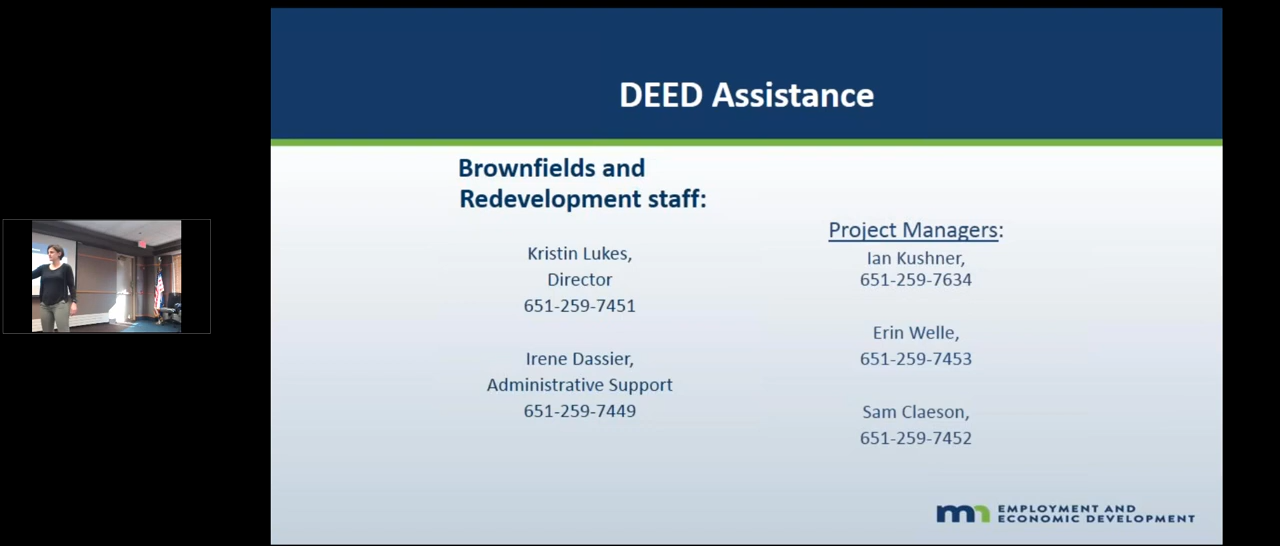 DEED Assistance
Brownfields and
Redevelopment staff:
Kristin Lukes,
Director
651-259-7451
Irene Dassier,
Administrative Support
651-259-7449
Project Managers:
Ian Kushner,
651-259-7634
Erin Welle,
651-259-7453
Sam Claeson,
651-259-7452
mn EMPLOYMENT AND
ECONOMIC DEVELOPMENT